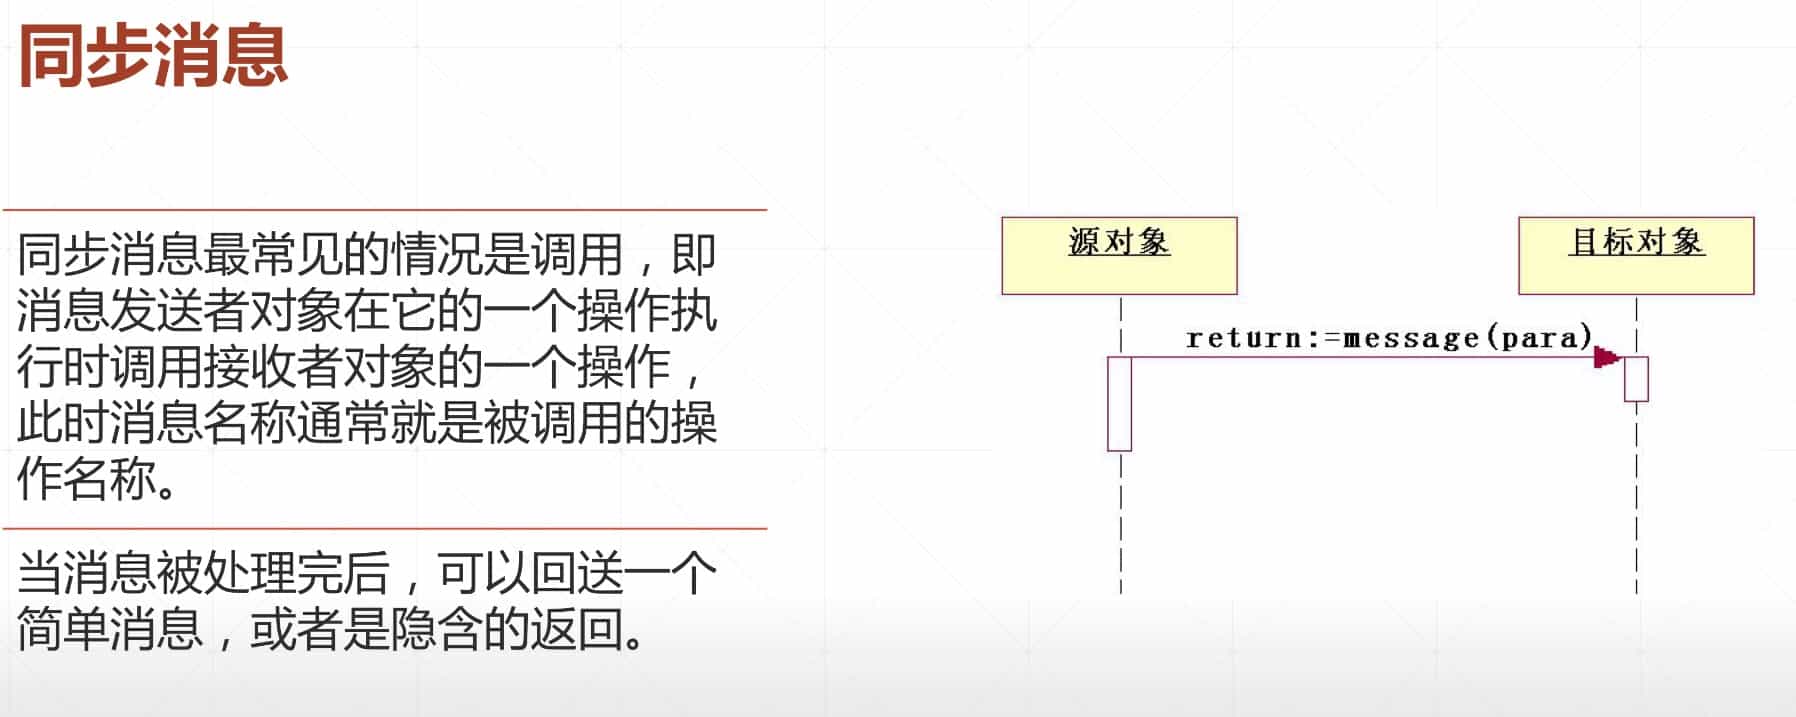 同步消息
同步消息最常见的情况是调用，即
消息发送者对象在它的一个操作执
行时调用接收者对象的一个操作，
此时消息名称通常就是被调用的操
作名称。
当消息被处理完后，可以回送一个
简单消息，或者是隐含的返回。
源对象
目标对象
return:=message(para)